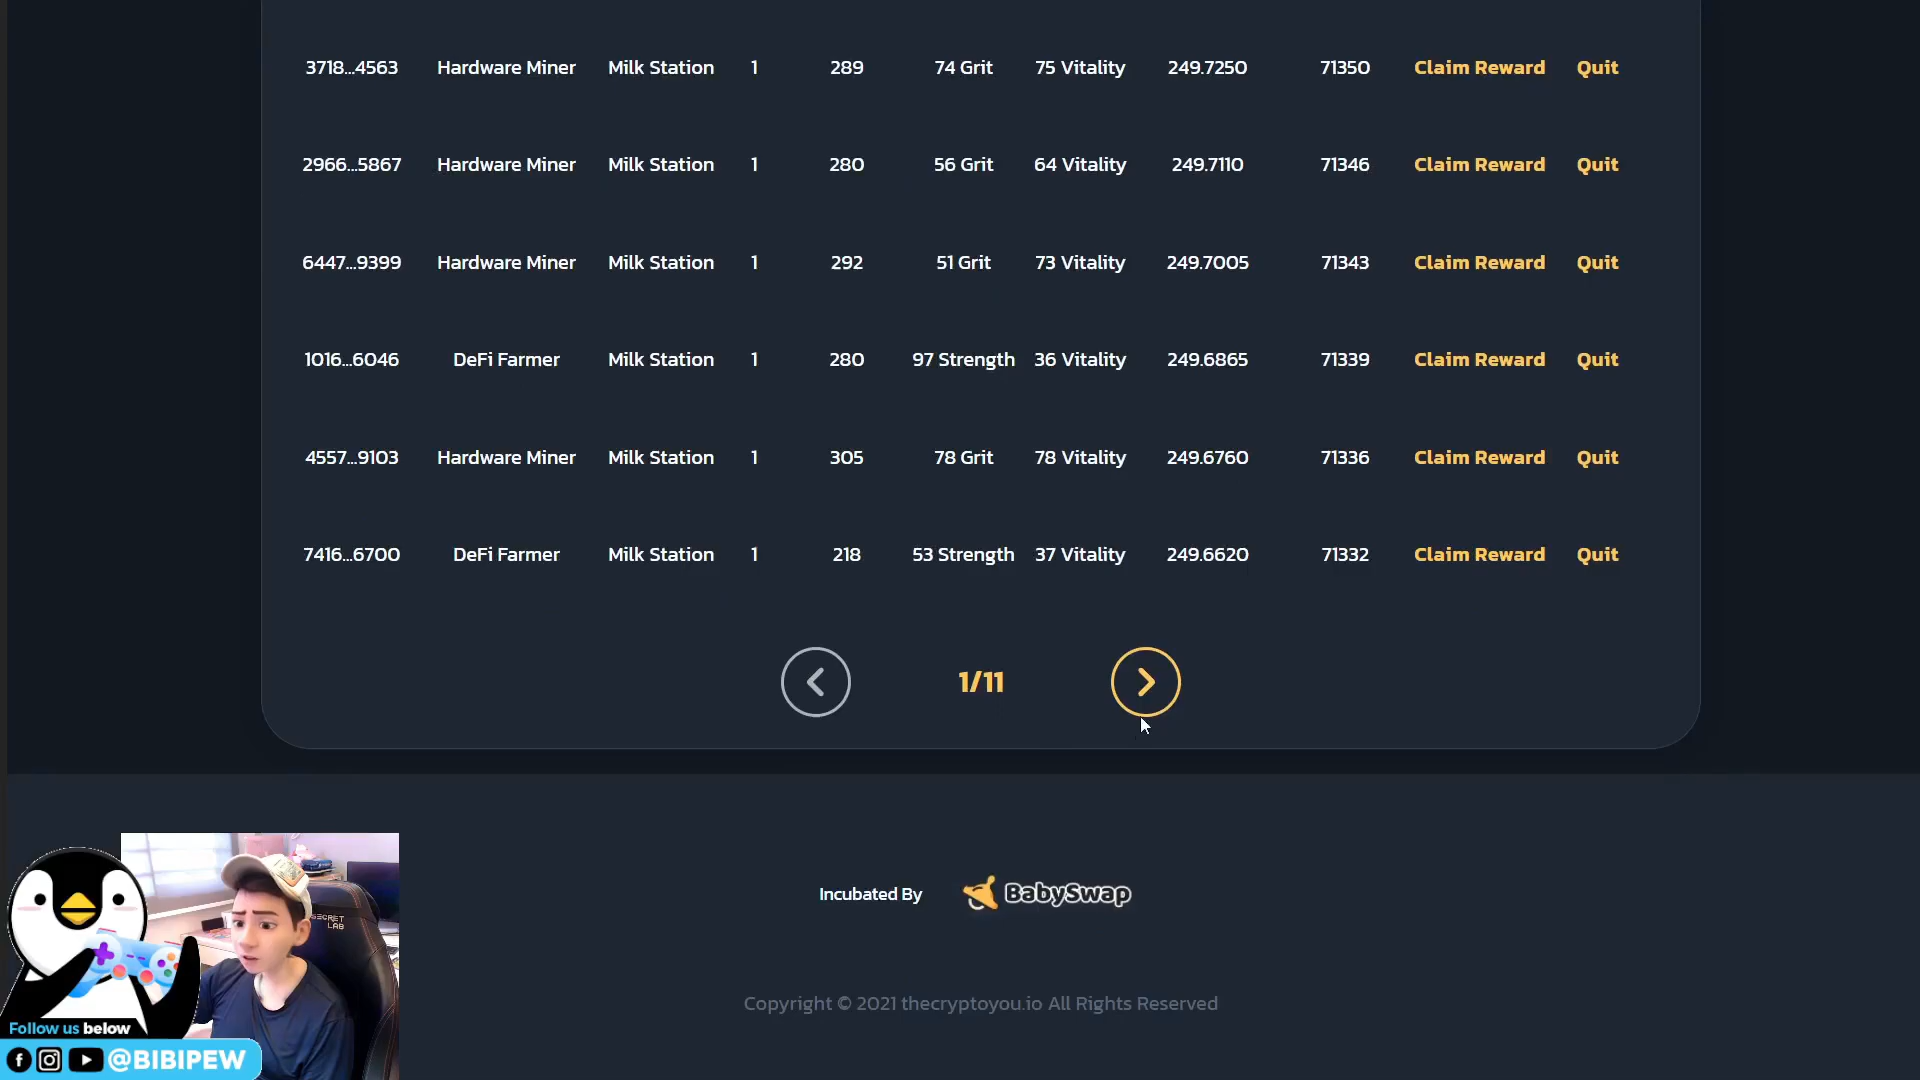 3718...4563 Hardware Miner Milk Station 1 289 74 Grit 75 Vitality 249.7250 71350 Claim Reward Quit
2966...5867 Hardware Miner Milk Station 1 280 56 Grit 64 Vitality 249.7110 71346 Claim Reward Quit
6447...9399 Hardware Miner Milk Station 1 292 51 Grit 73 Vitality 249.7005 71343 Claim Reward Quit
1016...6046 DeFi Farmer Milk Station 1 280 97 Strength 36 Vitality 249.6865 71339 Claim Reward Quit
4557...9103 Hardware Miner Milk Station 1 305 78 Grit 78 Vitality 249.6760 71336 Claim Reward Quit
7416...6700 DeFi Farmer Milk Station 1 218 53 Strength 37 Vitality 249.6620 71332 Claim Reward Quit
1/11
Incubated By BabySwap
Copyright © 2021 thecryptoyou.io All Rights Reserved
SECRET
LAB
Follow us below
@BIBIPEW